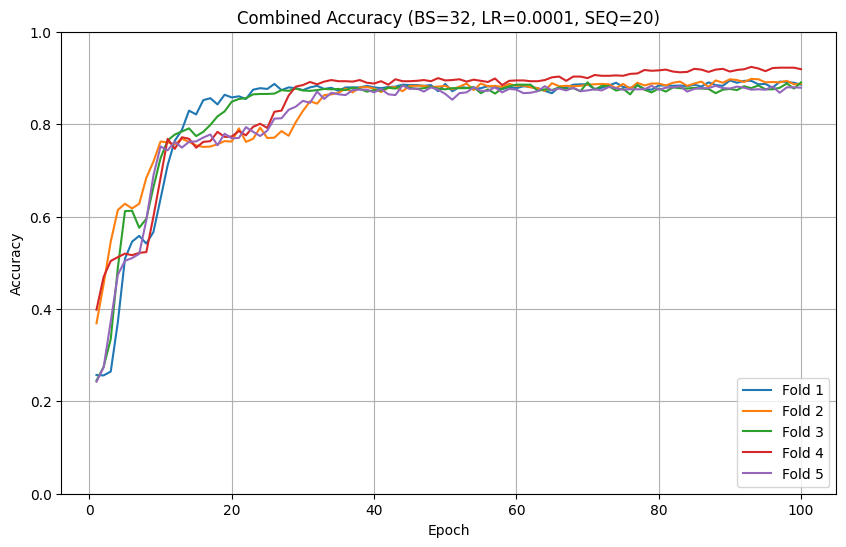 Combined Accuracy (BS=32, LR=0.0001, SEQ=20)
1.0
0.8
0.6
0.4
0.2
0.0
Accuracy
0 20 40 60 80 100
Epoch
Fold 1
Fold 2
Fold 3
Fold 4
Fold 5